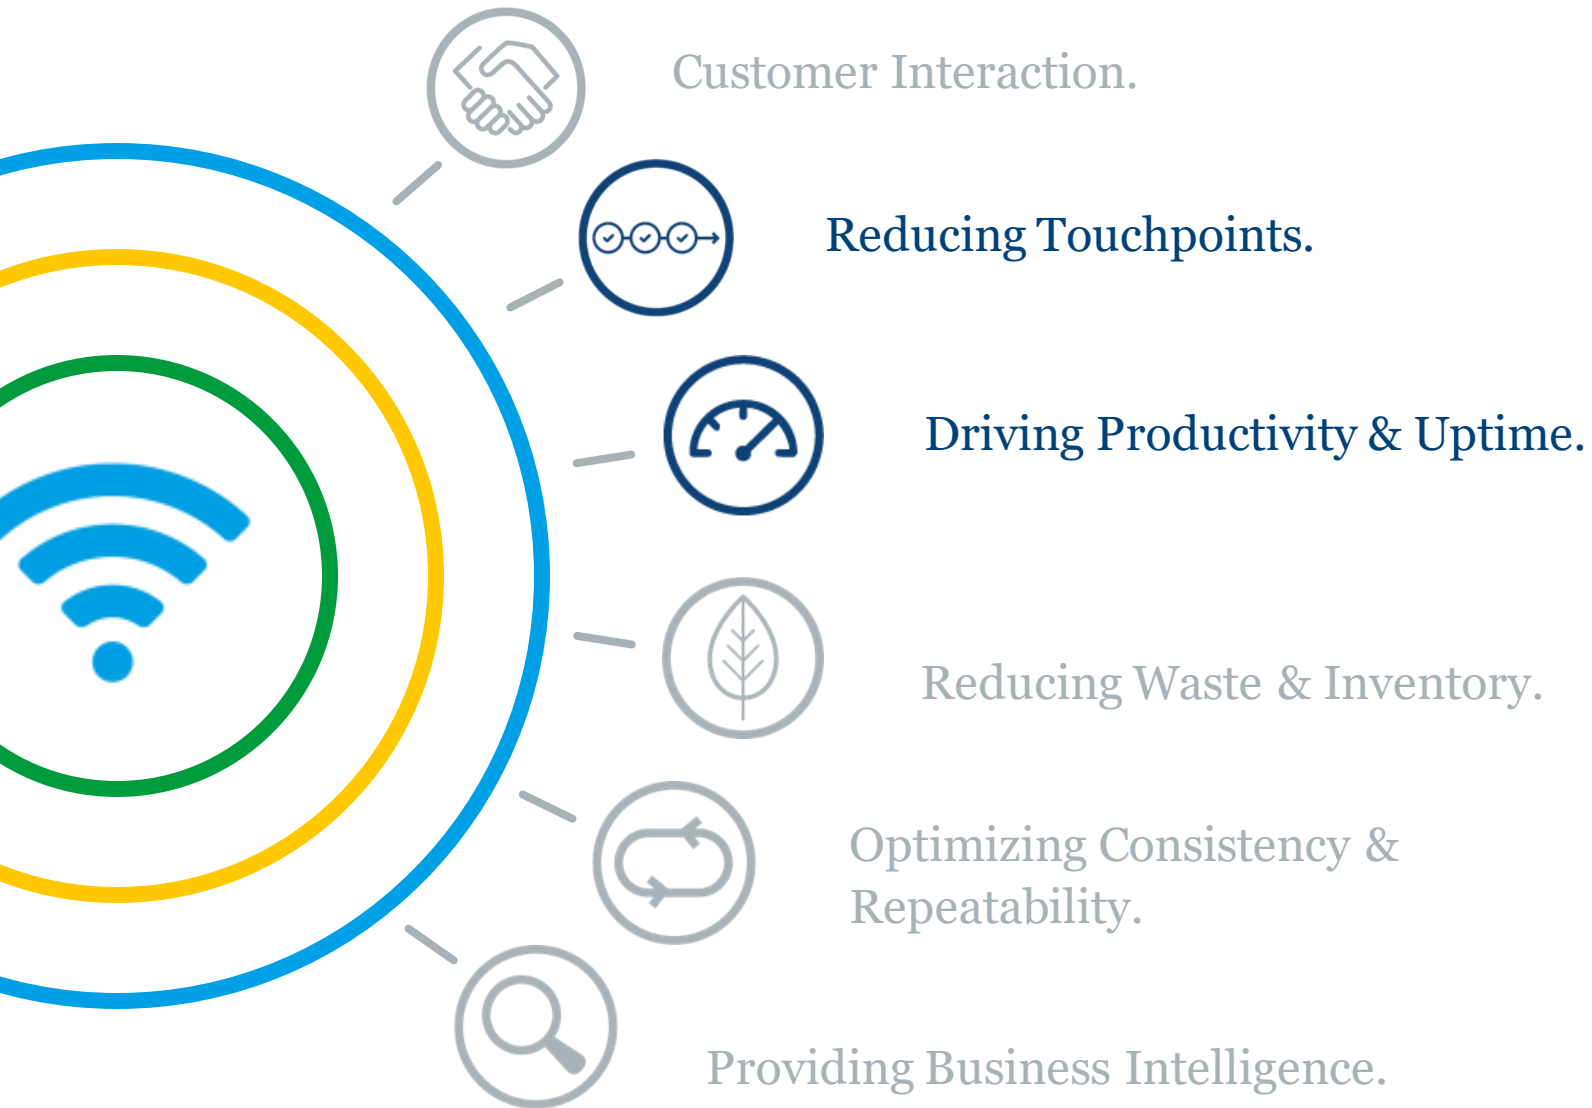 Customer Interaction.
Reducing Touchpoints.
Driving Productivity & Uptime.
Reducing Waste & Inventory.
Optimizing Consistency &
Repeatability.
Providing Business Intelligence.